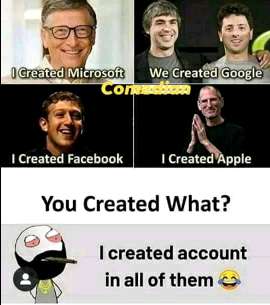 I Created Microsoft
We Created Google
I Created Facebook
I Created Apple
You Created What?
I created account
in all of them 😂